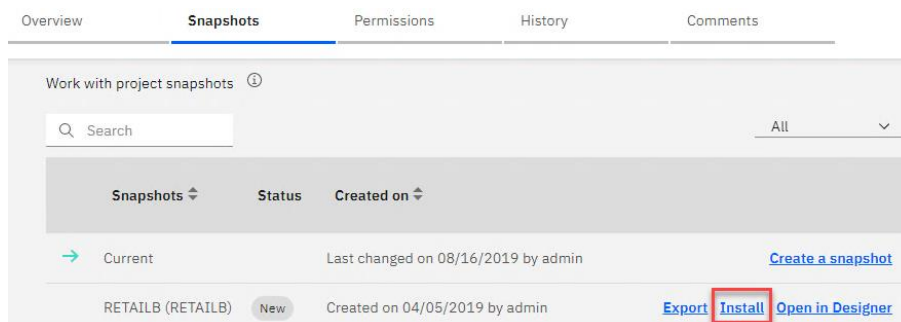 Overview Snapshots Permissions History Comments
Work with project snapshots
Search
All
Snapshots Status Created on
Current Last changed on 08/16/2019 by admin Create a snapshot
RETAILB (RETAILB) New Created on 04/05/2019 by admin Export Install Open in Designer